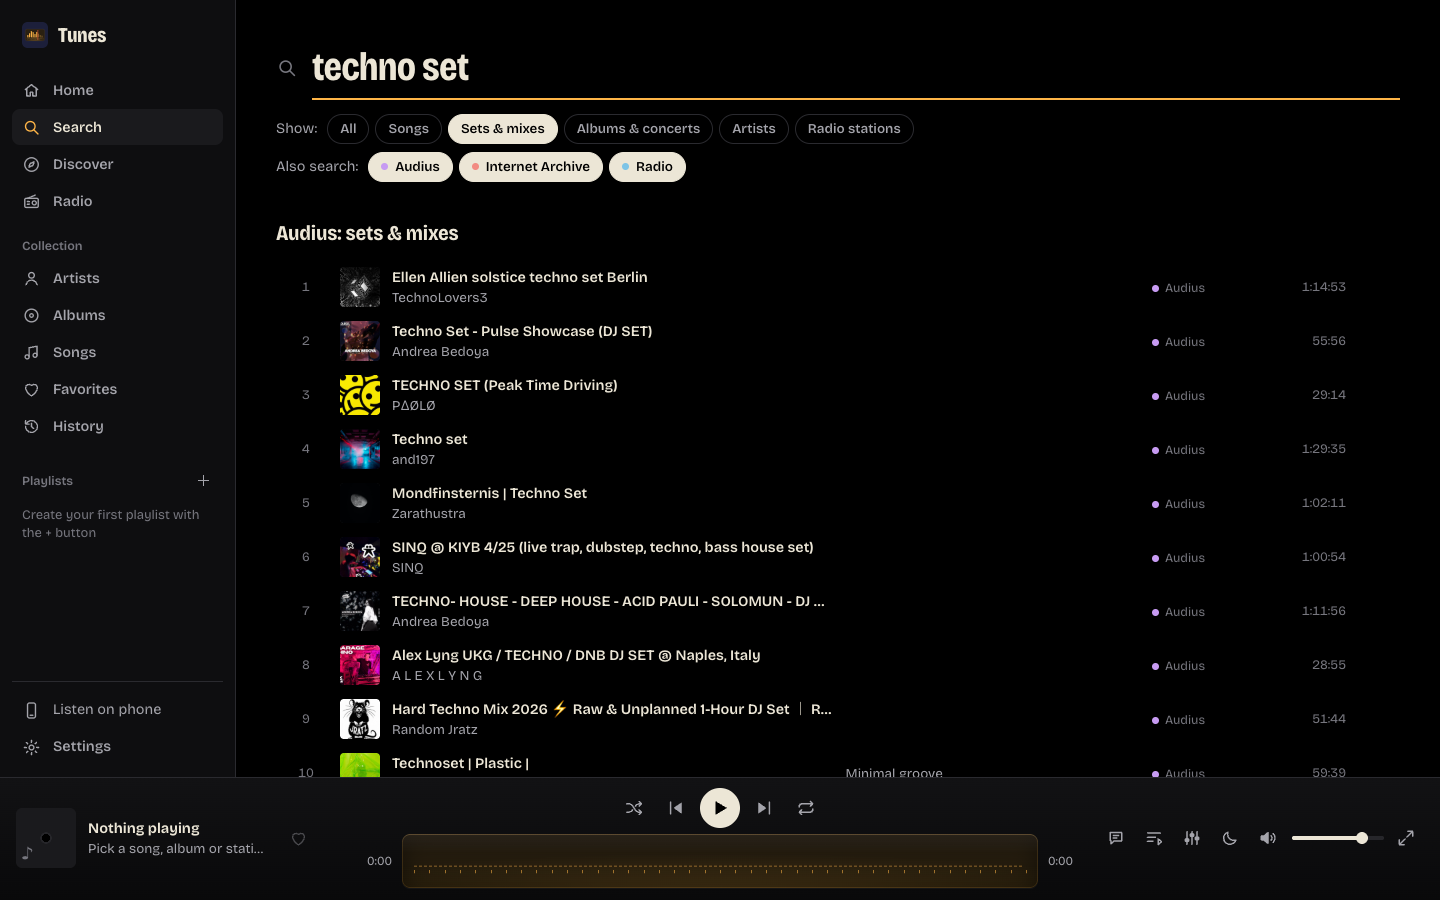 Tunes
Home
Search
Discover
Radio
Collection
Artists
Albums
Songs
Favorites
History
Playlists
Create your first playlist with
the + button
Listen on phone
Settings
techno set
Show: All Songs Sets & mixes Albums & concerts Artists Radio stations
Also search: Audius Internet Archive Radio
Audius: sets & mixes
1 Ellen Allien solstice techno set Berlin Audius 1:14:53
TechnoLovers3
2 Techno Set - Pulse Showcase (DJ SET) Audius 55:56
Andrea Bedoya
3 TECHNO SET (Peak Time Driving) Audius 29:14
PΔØLØ
4 Techno set Audius 1:29:35
and197
5 Mondfinsternis | Techno Set Audius 1:02:11
Zarathustra
6 SINQ @ KIYB 4/25 (live trap, dubstep, techno, bass house set) Audius 1:00:54
SINQ
7 TECHNO- HOUSE - DEEP HOUSE - ACID PAULI - SOLOMUN - DJ ... Audius 1:11:56
Andrea Bedoya
8 Alex Lyng UKG / TECHNO / DNB DJ SET @ Naples, Italy Audius 28:55
A L E X L Y N G
9 Hard Techno Mix 2026 ⚡ Raw & Unplanned 1-Hour DJ Set | R... Audius 51:44
Random Jratz
10 Technoset | Plastic | Minimal groove Audius 59:39
Nothing playing
Pick a song, album or stati...
0:00
0:00